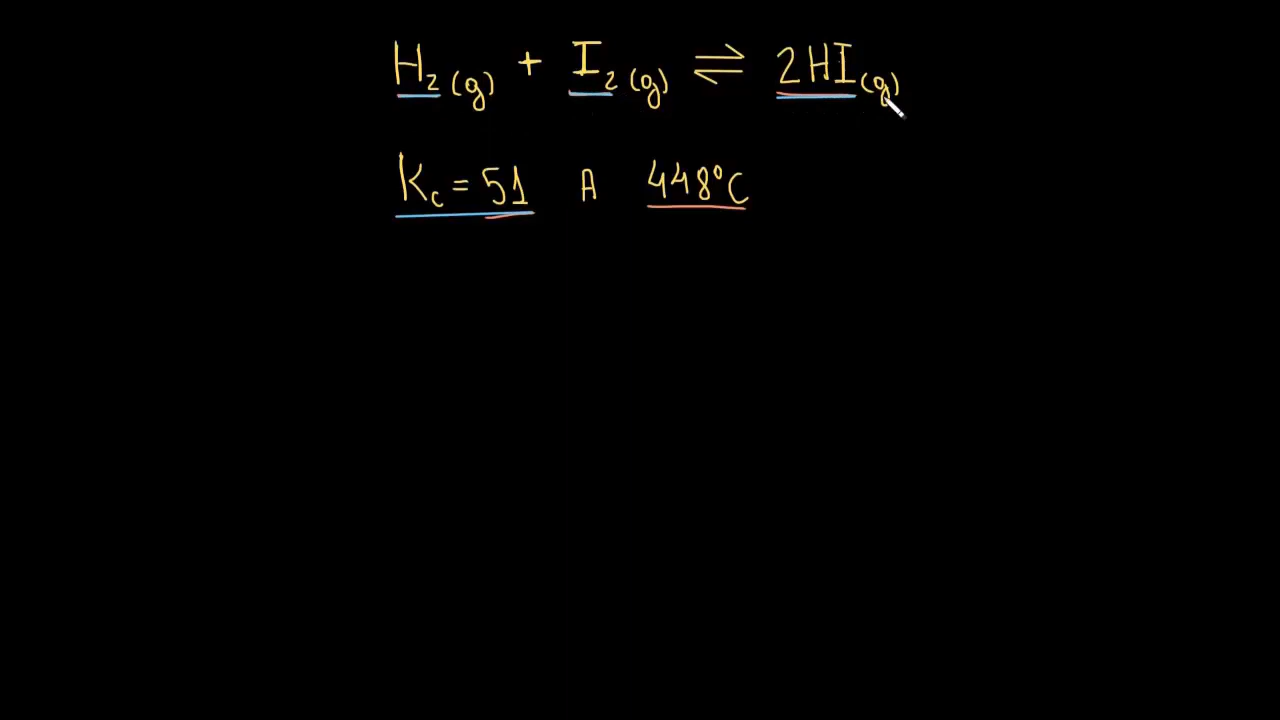 H₂(g) + I₂(g) ⇌ 2HI(g)
Kc = 51 A 448°C